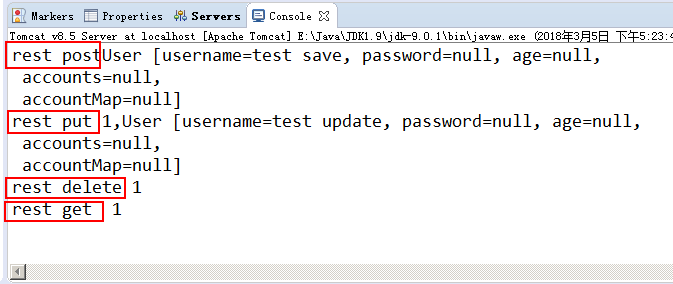 Markers Properties Servers Console
Tomcat v8.5 Server at localhost [Apache Tomcat] E:\Java\JDK1.9\jdk-9.0.1\bin\javaw.exe (2018年3月5日 下午5:23:4
rest postUser [username=test save, password=null, age=null,
accounts=null,
accountMap=null]
rest put 1,User [username=test update, password=null, age=null,
accounts=null,
accountMap=null]
rest delete 1
rest get 1